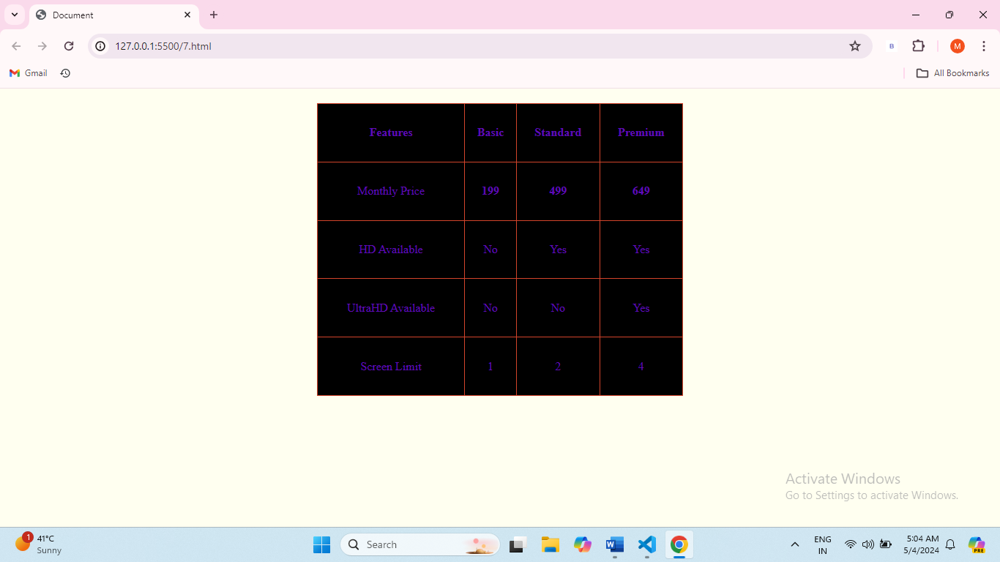 Document
127.0.0.1:5500/7.html
B
M
Gmail
All Bookmarks
Features Basic Standard Premium
Monthly Price 199 499 649
HD Available No Yes Yes
UltraHD Available No No Yes
Screen Limit 1 2 4
Activate Windows
Go to Settings to activate Windows.
1
41°C
Sunny
Search
W
ENG
IN
5:04 AM
5/4/2024
PRE